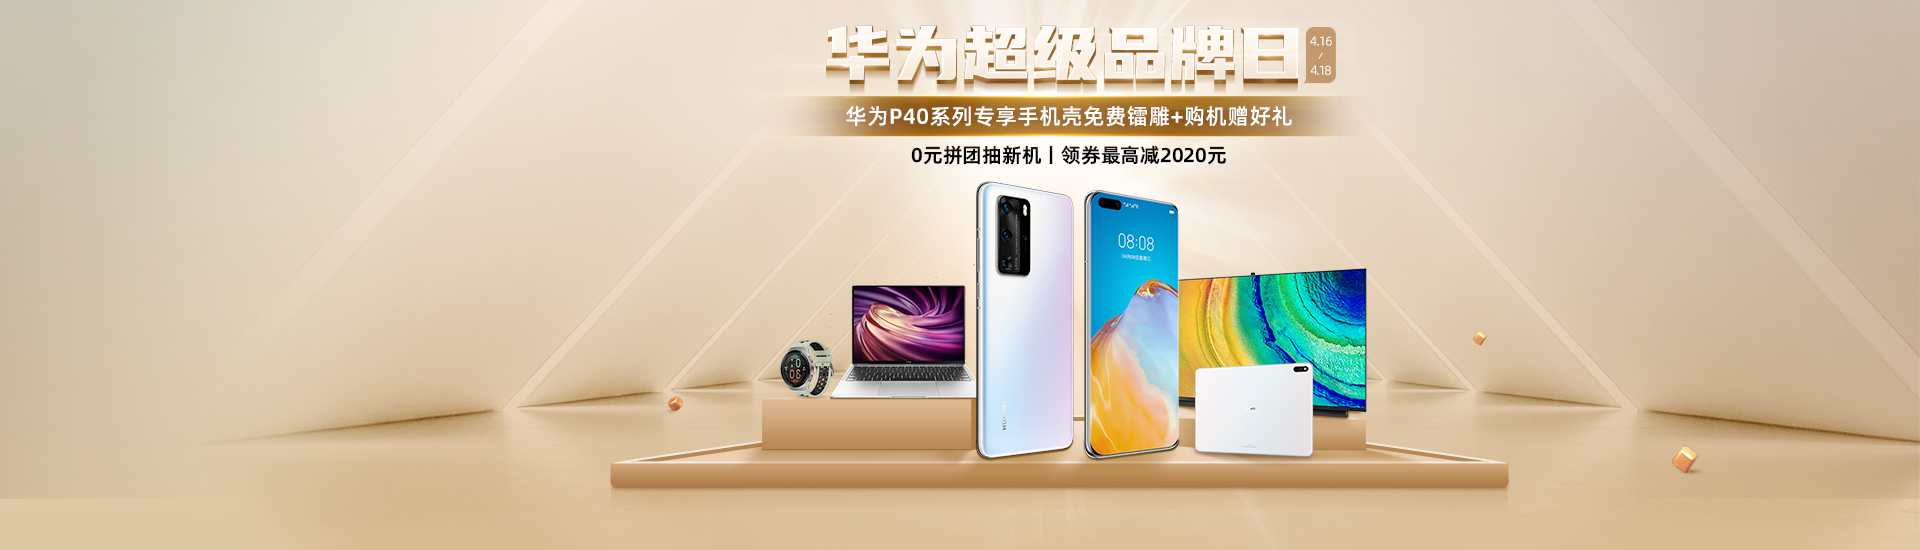 华为超级品牌日
4.16
/
4.18
华为P40系列专享手机壳免费镭雕+购机赠好礼
0元拼团抽新机丨领券最高减2020元
08:08
HUAWEI